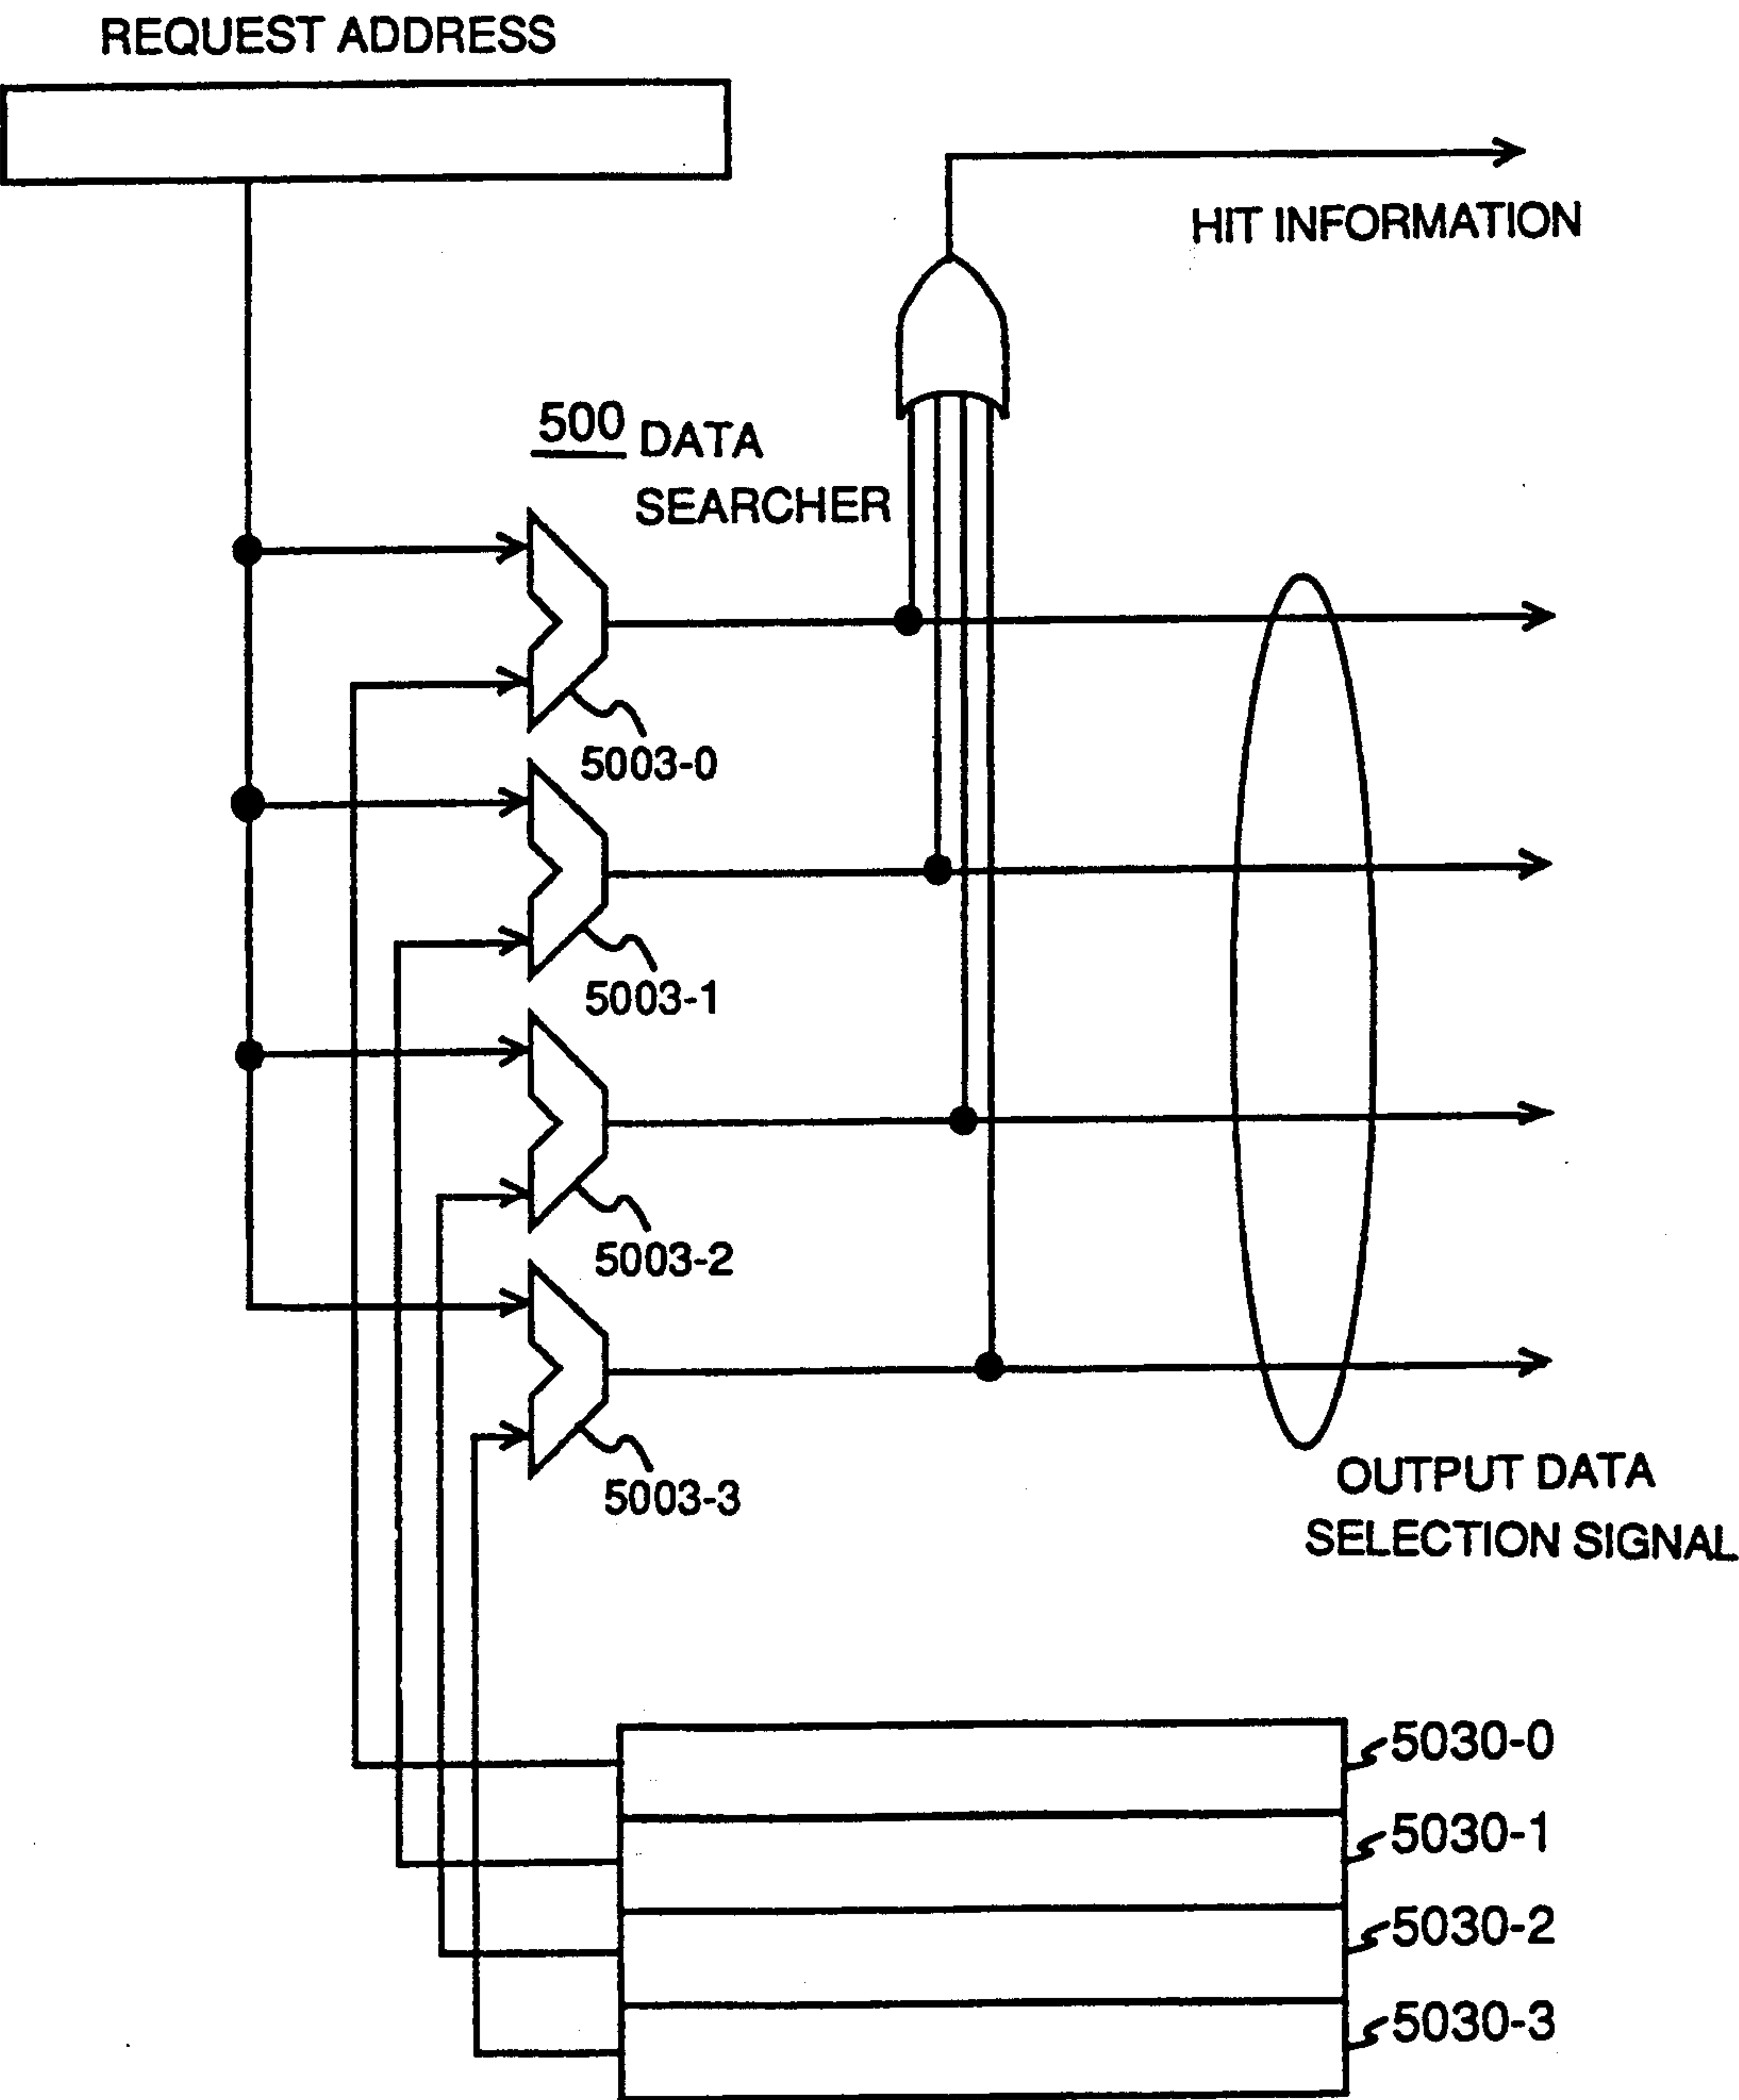 REQUEST ADDRESS
HIT INFORMATION
500 DATA
SEARCHER
5003-0
5003-1
5003-2
5003-3
OUTPUT DATA
SELECTION SIGNAL
5030-0
5030-1
5030-2
5030-3